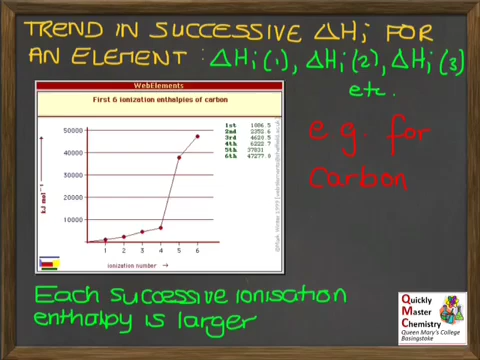 TREND IN SUCCESSIVE ΔHi FOR
AN ELEMENT : ΔHi(1), ΔHi(2), ΔHi(3)
etc.
WebElements
First 6 ionization enthalpies of carbon
1st 1086.5
2nd 2352.6
3rd 4620.5
4th 6222.7
5th 37831
6th 47277.0
50000
40000
30000
20000
10000
kJ mol⁻¹
1 2 3 4 5 6
ionization number →
e.g. for
carbon
Each successive ionisation
enthalpy is larger
Quickly
Master
Chemistry
Queen Mary's College
Basingstoke